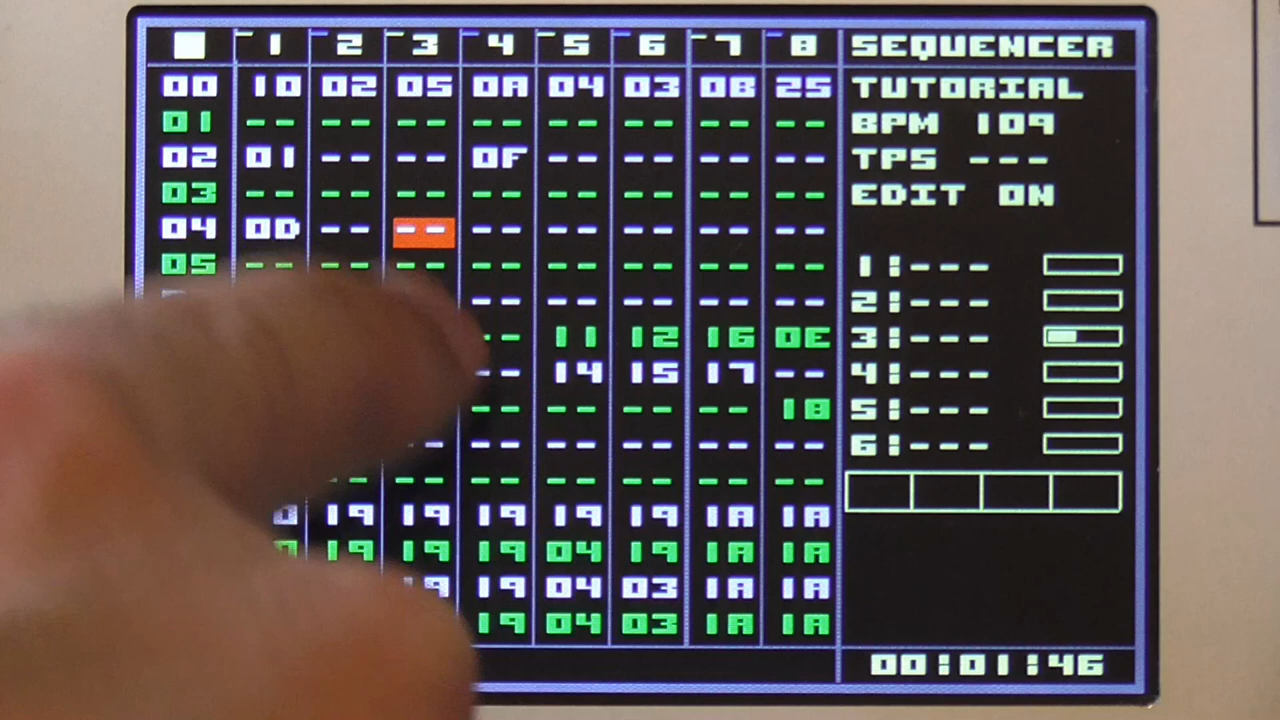 1 2 3 4 5 6 7 8 SEQUENCER
00 10 02 05 0A 04 03 0B 25 TUTORIAL
01 -- -- -- -- -- -- -- -- BPM 109
02 01 -- -- 0F -- -- -- -- TPS ---
03 -- -- -- -- -- -- -- -- EDIT ON
04 0D -- -- -- -- -- -- --
05 -- -- -- -- -- -- -- -- 1:---
-- -- -- -- -- 2:---
-- 11 12 16 0E 3:---
-- 14 15 17 -- 4:---
-- -- -- -- 1B 5:---
-- -- -- -- -- 6:---
-- -- -- -- --
19 19 19 19 19 1A 1A
19 19 19 04 19 1A 1A
19 04 03 1A 1A
19 04 03 1A 1A
00:01:46